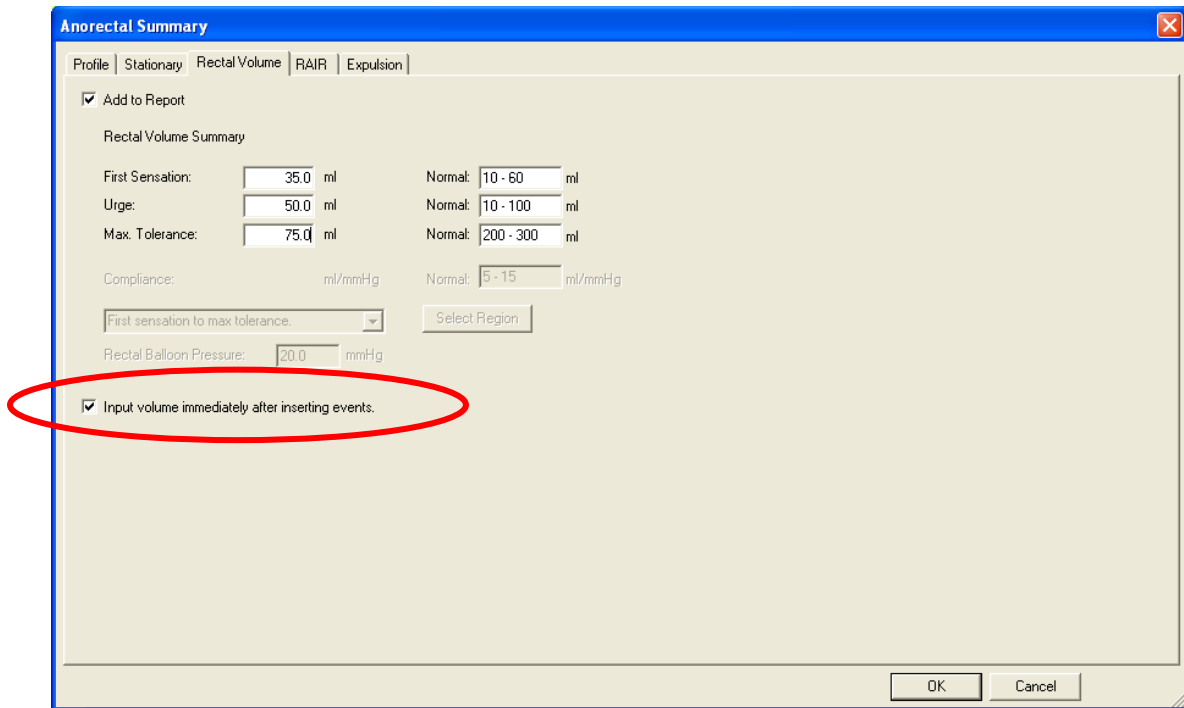 Anorectal Summary
Profile Stationary Rectal Volume RAIR Expulsion
Add to Report
Rectal Volume Summary
First Sensation: 35.0 ml Normal: 10 - 60 ml
Urge: 50.0 ml Normal: 10 - 100 ml
Max. Tolerance: 75.0 ml Normal: 200 - 300 ml
Compliance: ml/mmHg Normal: 5 - 15 ml/mmHg
First sensation to max tolerance. Select Region
Rectal Balloon Pressure: 20.0 mmHg
Input volume immediately after inserting events.
OK Cancel